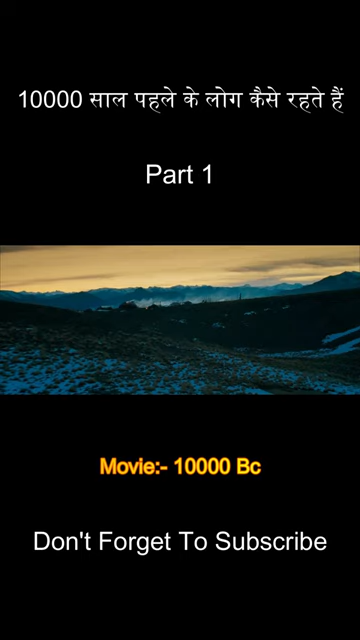 10000 साल पहले के लोग कैसे रहते हैं
Part 1
Movie:- 10000 Bc
Don't Forget To Subscribe